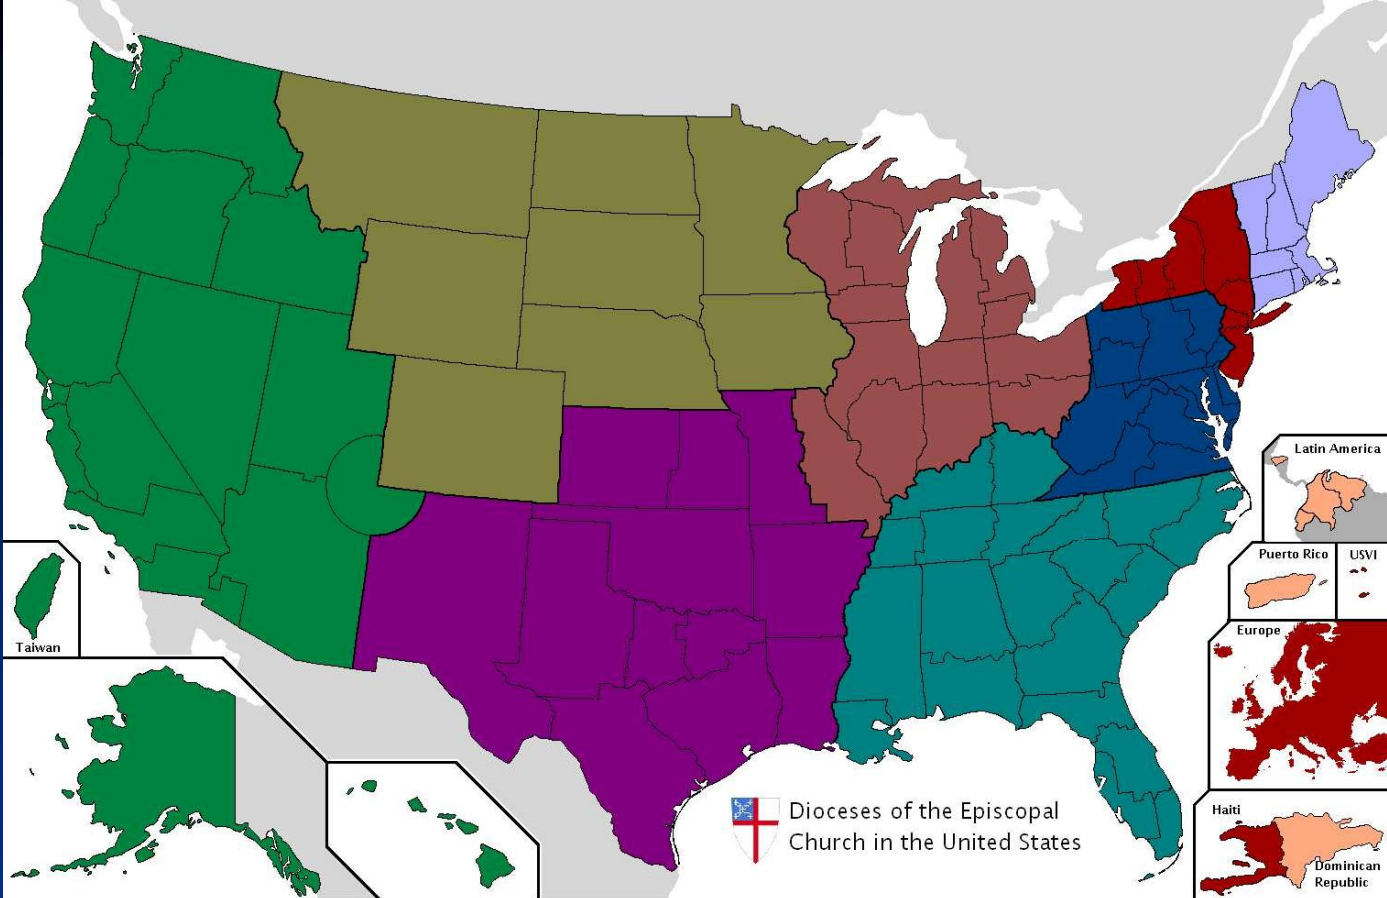 Latin America
Puerto Rico
USVI
Europe
Taiwan
Haiti
Dioceses of the Episcopal
Church in the United States
Dominican
Republic